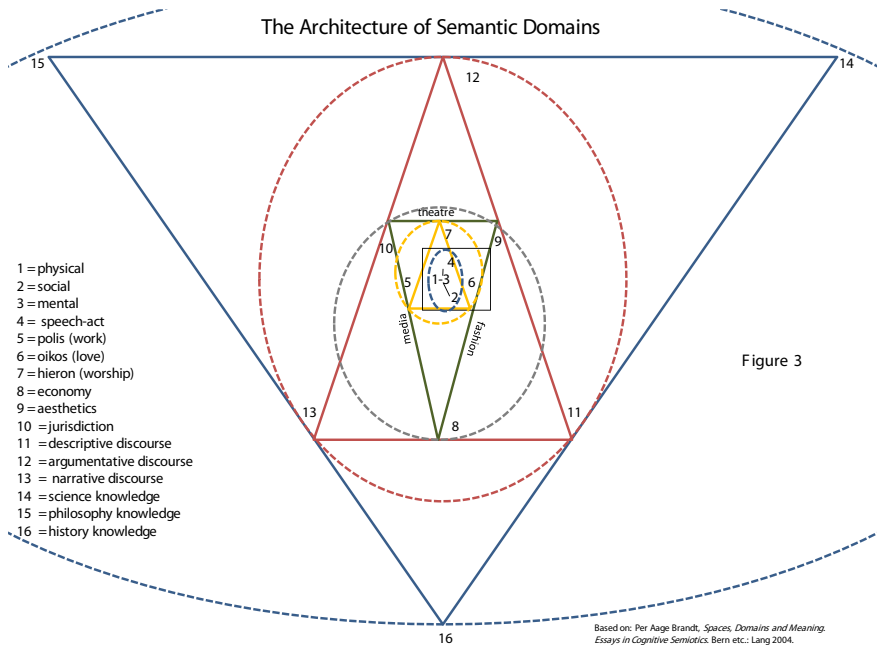 The Architecture of Semantic Domains
15
14
12
theatre
7
10
9
4
5
1-3
6
2
media
fashion
1 = physical
2 = social
3 = mental
4 = speech-act
5 = polis (work)
6 = oikos (love)
7 = hieron (worship)
8 = economy
9 = aesthetics
10 = jurisdiction
11 = descriptive discourse
12 = argumentative discourse
13 = narrative discourse
14 = science knowledge
15 = philosophy knowledge
16 = history knowledge
Figure 3
13
11
8
16
Based on: Per Aage Brandt, Spaces, Domains and Meaning.
Essays in Cognitive Semiotics. Bern etc.: Lang 2004.